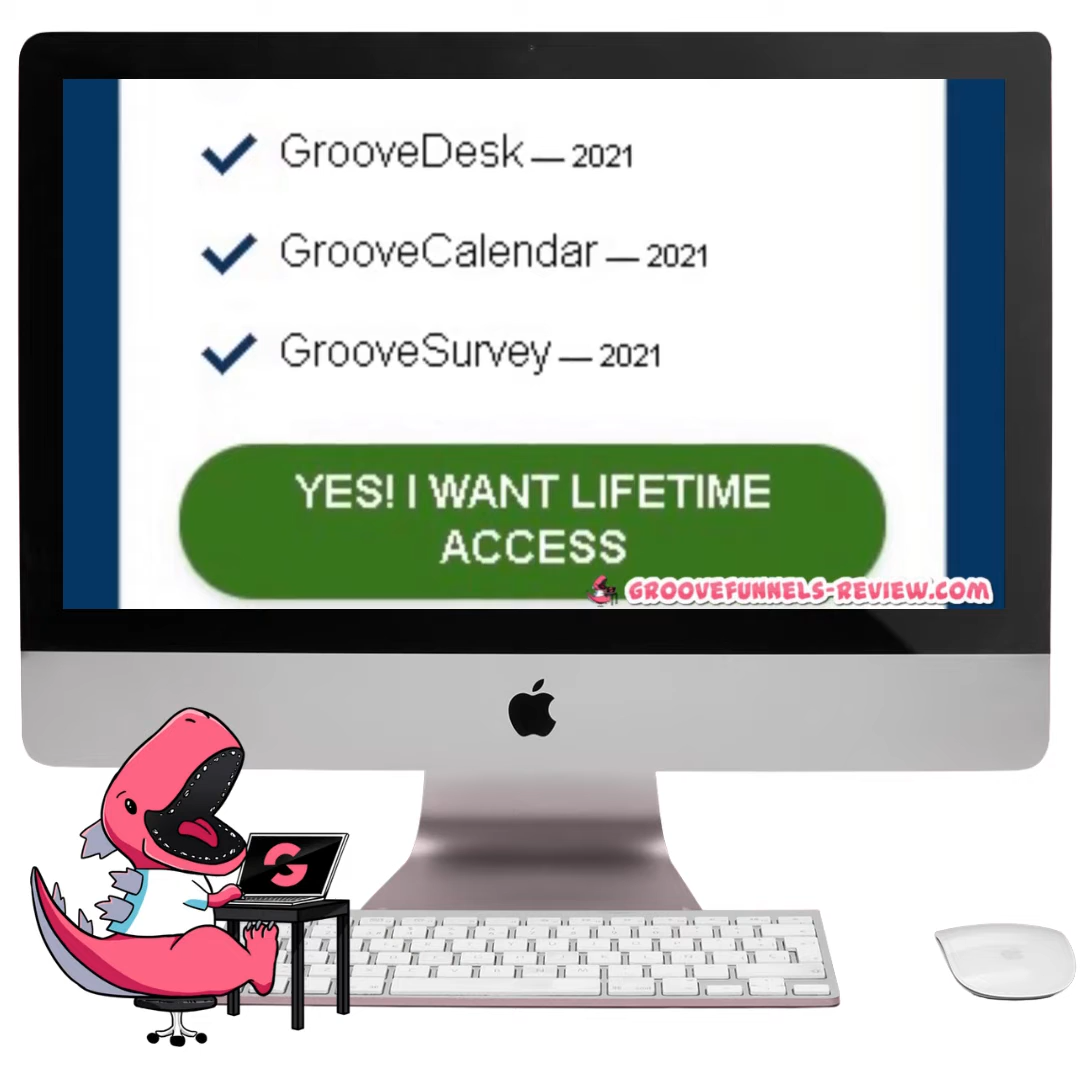 GrooveDesk — 2021
GrooveCalendar — 2021
GrooveSurvey — 2021
YES! I WANT LIFETIME
ACCESS
GROOVEFUNNELS-REVIEW.COM
G